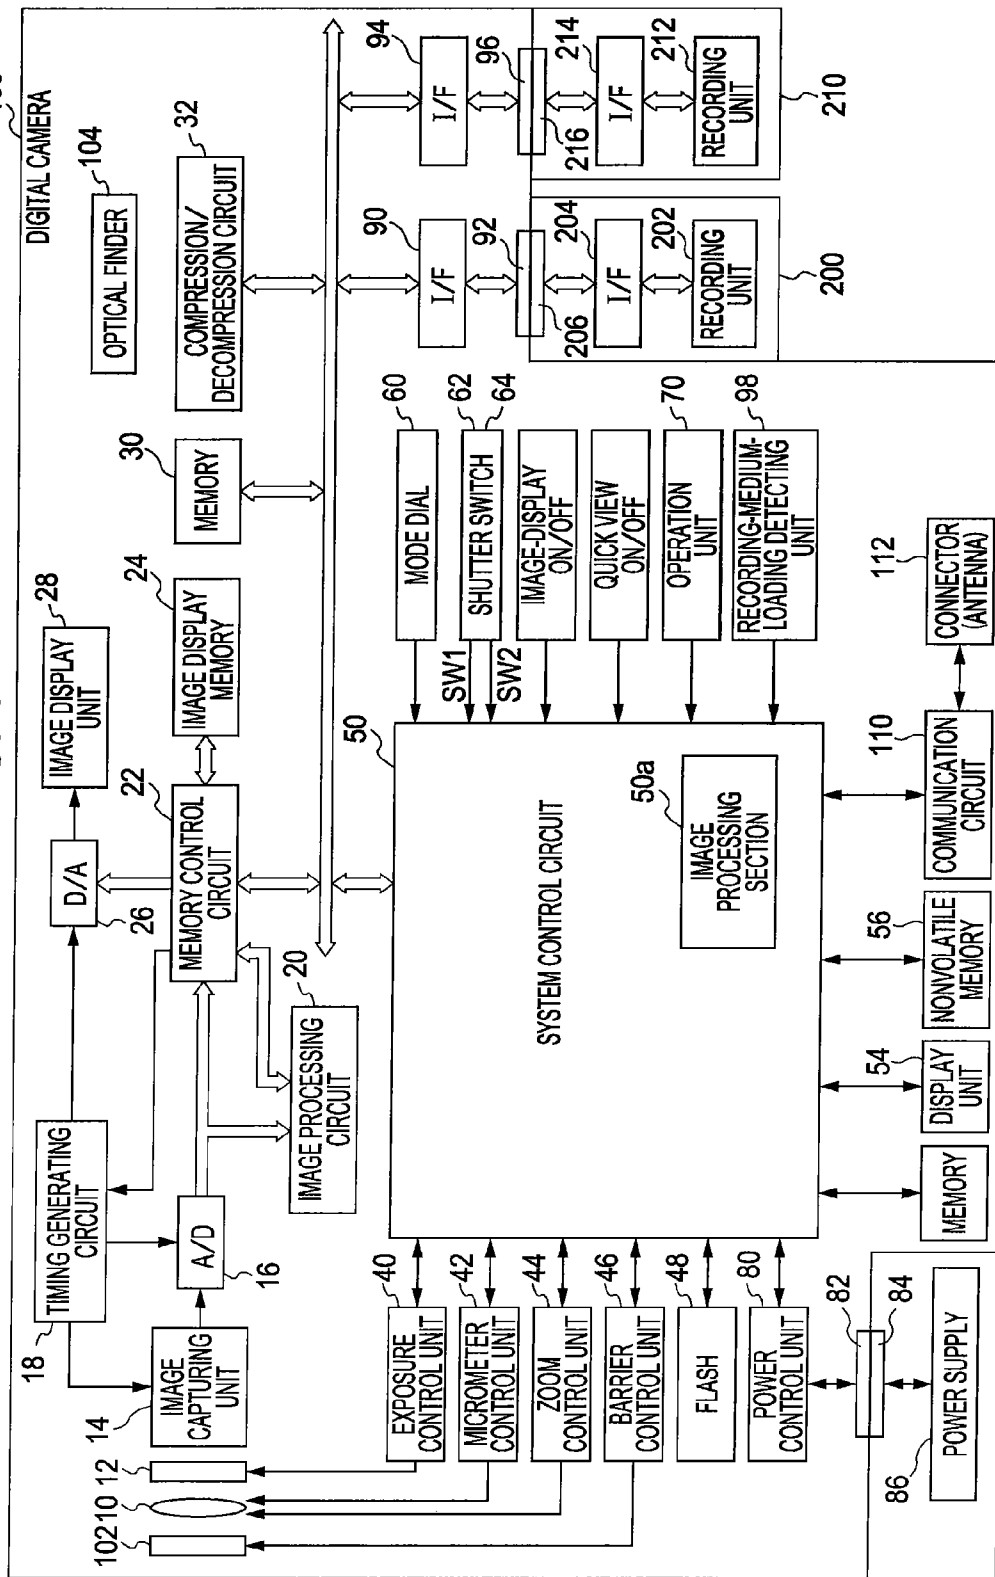 DIGITAL CAMERA
104
OPTICAL FINDER
32
COMPRESSION/
DECOMPRESSION CIRCUIT
30
MEMORY
24
IMAGE DISPLAY
MEMORY
28
IMAGE DISPLAY
UNIT
D/A
26
22
MEMORY CONTROL
CIRCUIT
20
IMAGE PROCESSING
CIRCUIT
18
TIMING GENERATING
CIRCUIT
A/D
16
14
IMAGE
CAPTURING
UNIT
12
10
102
94
I/F
96
216
214
I/F
212
RECORDING
UNIT
210
90
I/F
92
206
204
I/F
202
RECORDING
UNIT
200
60
MODE DIAL
62
64
SHUTTER SWITCH
SW1
SW2
IMAGE-DISPLAY
ON/OFF
QUICK VIEW
ON/OFF
70
OPERATION
UNIT
98
RECORDING-MEDIUM-
LOADING DETECTING
UNIT
50
SYSTEM CONTROL CIRCUIT
50a
IMAGE
PROCESSING
SECTION
40
EXPOSURE
CONTROL UNIT
42
MICROMETER
CONTROL UNIT
44
ZOOM
CONTROL UNIT
46
BARRIER
CONTROL UNIT
48
FLASH
80
POWER
CONTROL UNIT
82
84
86
POWER SUPPLY
MEMORY
54
DISPLAY
UNIT
56
NONVOLATILE
MEMORY
110
COMMUNICATION
CIRCUIT
112
CONNECTOR
(ANTENNA)